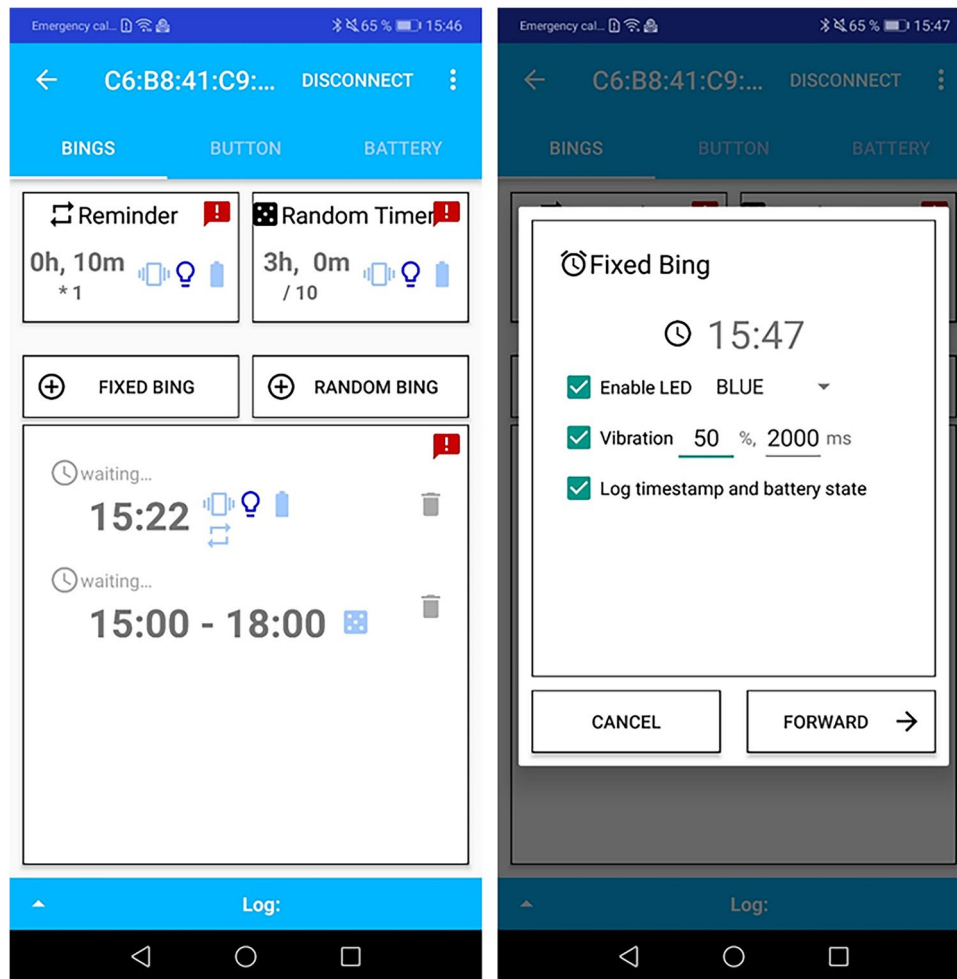 Emergency cal... 65 % 15:46
C6:B8:41:C9:... DISCONNECT
BINGS BUTTON BATTERY
Reminder Random Timer
0h, 10m 3h, 0m
* 1 / 10
FIXED BING RANDOM BING
waiting...
15:22
waiting...
15:00 - 18:00
Log:
Emergency cal... 65 % 15:47
C6:B8:41:C9:... DISCONNECT
BINGS BUTTON BATTERY
Fixed Bing
15:47
Enable LED BLUE
Vibration 50 %, 2000 ms
Log timestamp and battery state
CANCEL FORWARD
Log: